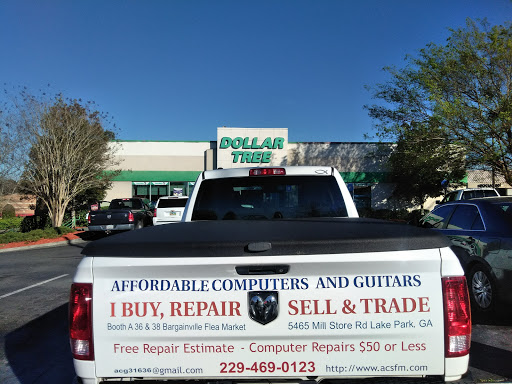 DOLLAR
TREE
AFFORDABLE COMPUTERS AND GUITARS
I BUY, REPAIR SELL & TRADE
Booth A 36 & 38 Bargainville Flea Market 5465 Mill Store Rd Lake Park, GA
Free Repair Estimate - Computer Repairs $50 or Less
acg31636@gmail.com 229-469-0123 http://www.acsfm.com